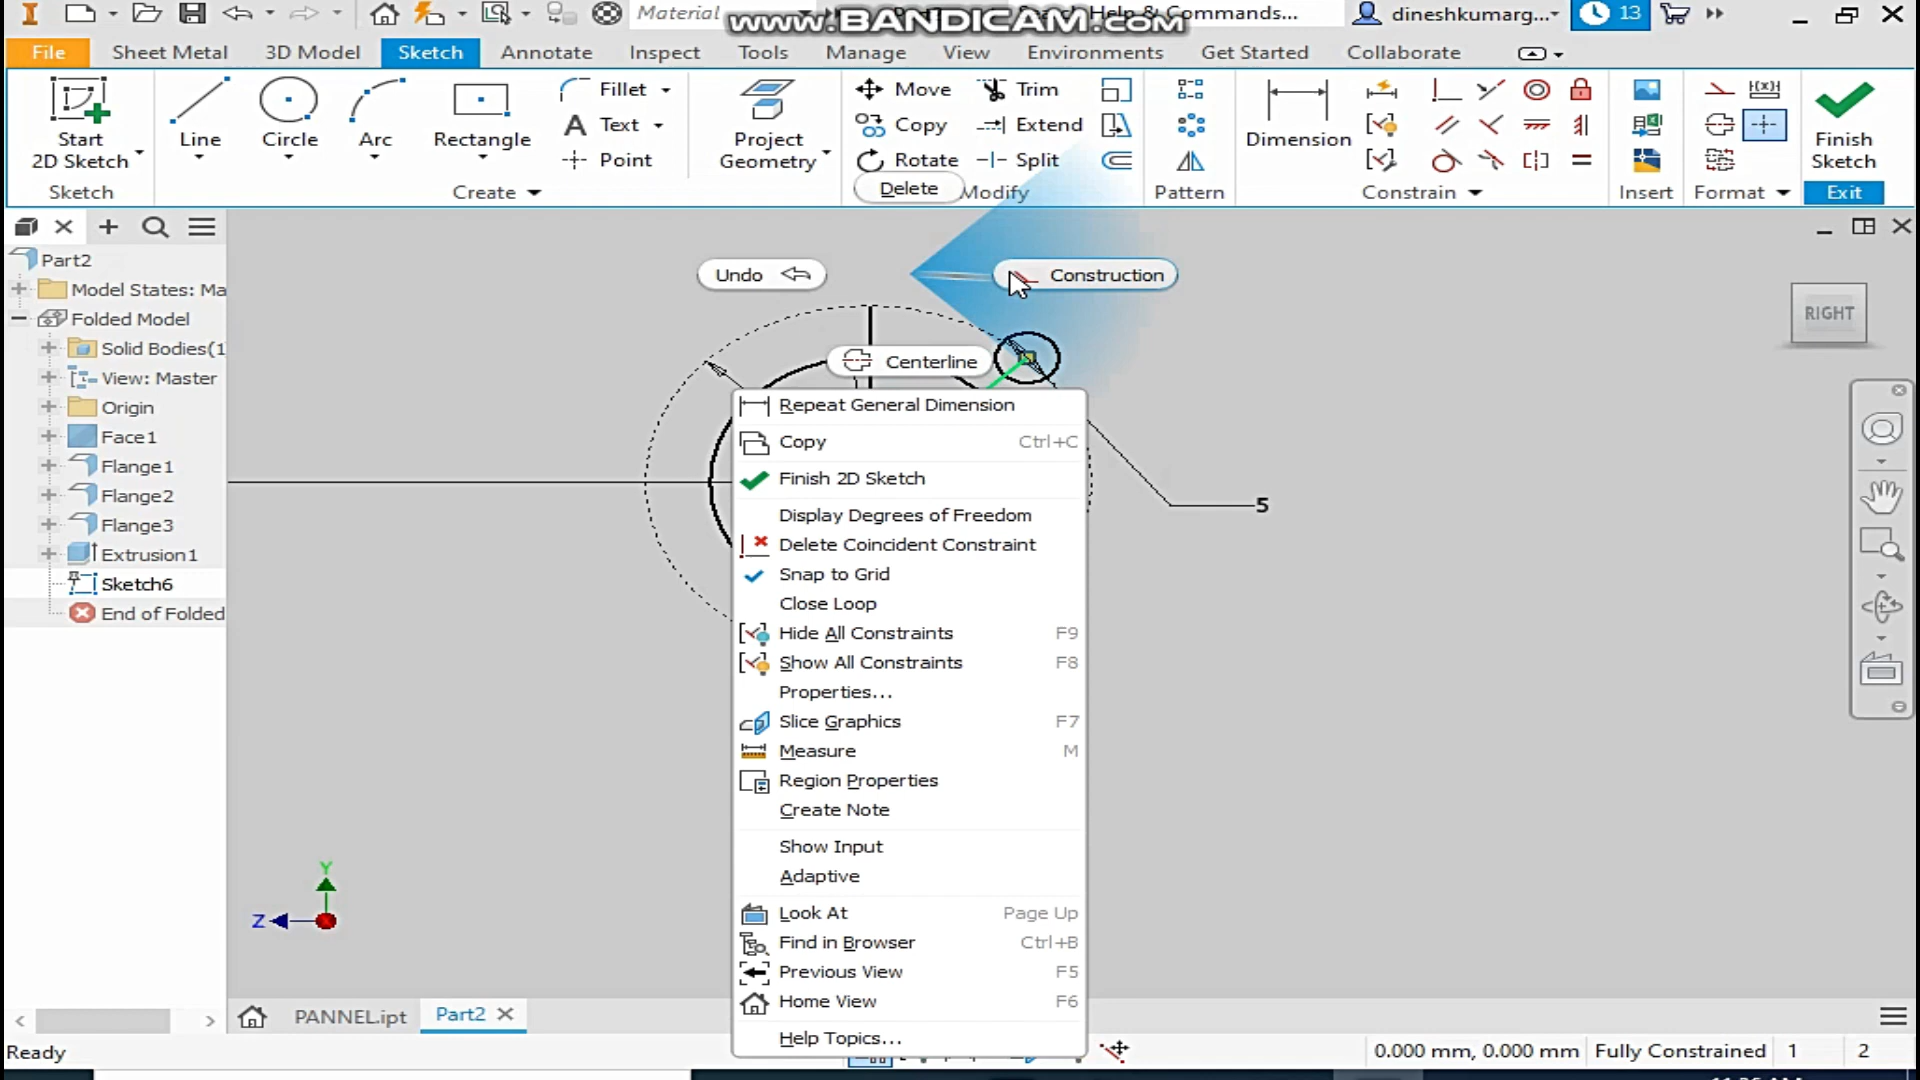 Material
www.BANDICAM.com
Search Help & Commands...
dineshkumarg...
13
File
Sheet Metal
3D Model
Sketch
Annotate
Inspect
Tools
Manage
View
Environments
Get Started
Collaborate
Start
2D Sketch
Line
Circle
Arc
Rectangle
Fillet
Text
Point
Project
Geometry
Move
Copy
Rotate
Trim
Extend
Split
Dimension
Finish
Sketch
Sketch
Create
Delete
Modify
Pattern
Constrain
Insert
Format
Exit
Part2
Model States: Ma
Folded Model
Solid Bodies(1
View: Master
Origin
Face1
Flange1
Flange2
Flange3
Extrusion1
Sketch6
End of Folded
Undo
Construction
Centerline
RIGHT
5
Repeat General Dimension
Copy Ctrl+C
Finish 2D Sketch
Display Degrees of Freedom
Delete Coincident Constraint
Snap to Grid
Close Loop
Hide All Constraints F9
Show All Constraints F8
Properties...
Slice Graphics F7
Measure M
Region Properties
Create Note
Show Input
Adaptive
Look At Page Up
Find in Browser Ctrl+B
Previous View F5
Home View F6
Help Topics...
Y
Z
PANNEL.ipt
Part2
Ready
0.000 mm, 0.000 mm
Fully Constrained
1
2